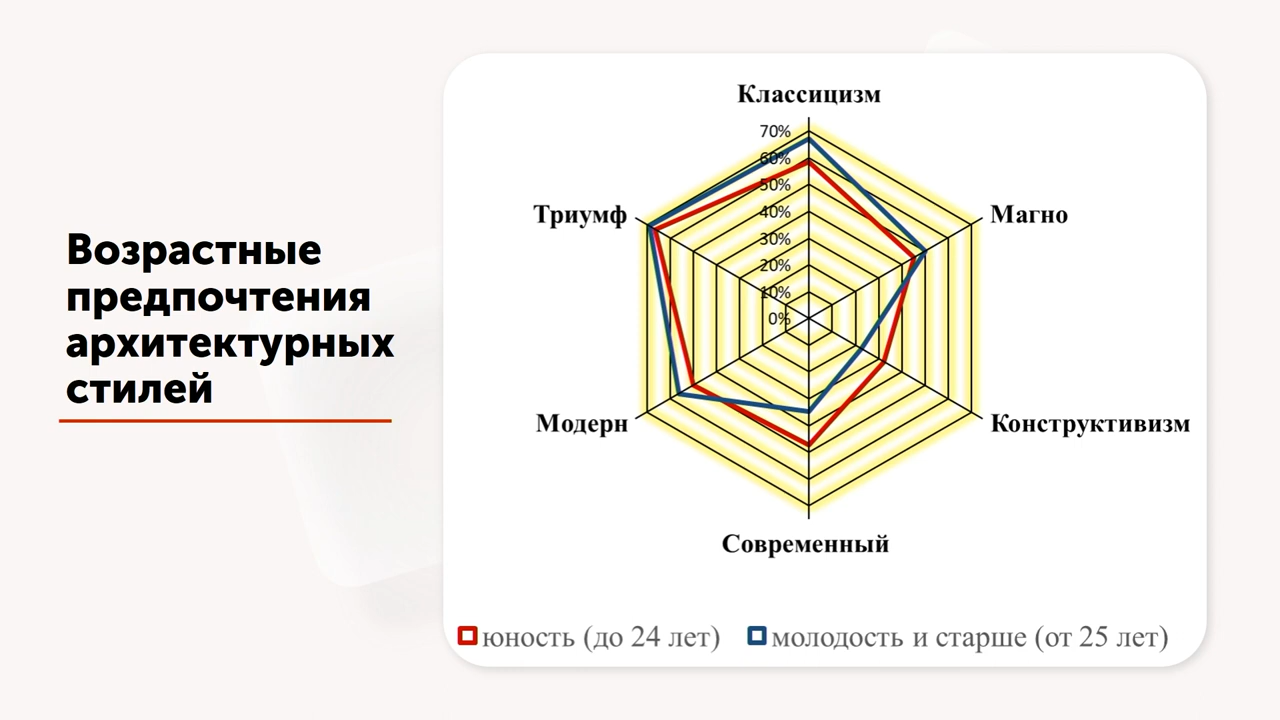 Возрастные
предпочтения
архитектурных
стилей
Классицизм
70%
60%
50%
40%
30%
20%
10%
0%
Триумф
Магно
Модерн
Конструктивизм
Современный
юность (до 24 лет)
молодость и старше (от 25 лет)